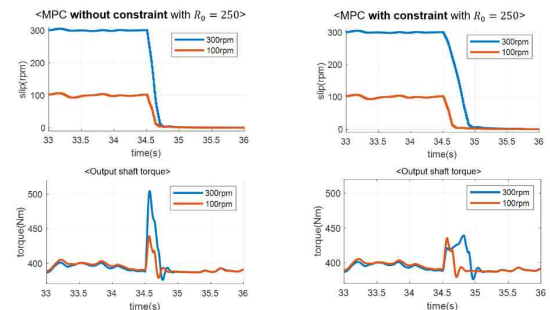 <MPC without constraint with R₀ = 250>
300rpm
100rpm
slip(rpm)
300
200
100
0
33 33.5 34 34.5 35 35.5 36
time(s)
<Output shaft torque>
300rpm
100rpm
torque(Nm)
500
450
400
33 33.5 34 34.5 35 35.5 36
time(s)
<MPC with constraint with R₀ = 250>
300rpm
100rpm
slip(rpm)
300
200
100
0
33 33.5 34 34.5 35 35.5 36
time(s)
<Output shaft torque>
300rpm
100rpm
torque(Nm)
500
450
400
33 33.5 34 34.5 35 35.5 36
time(s)